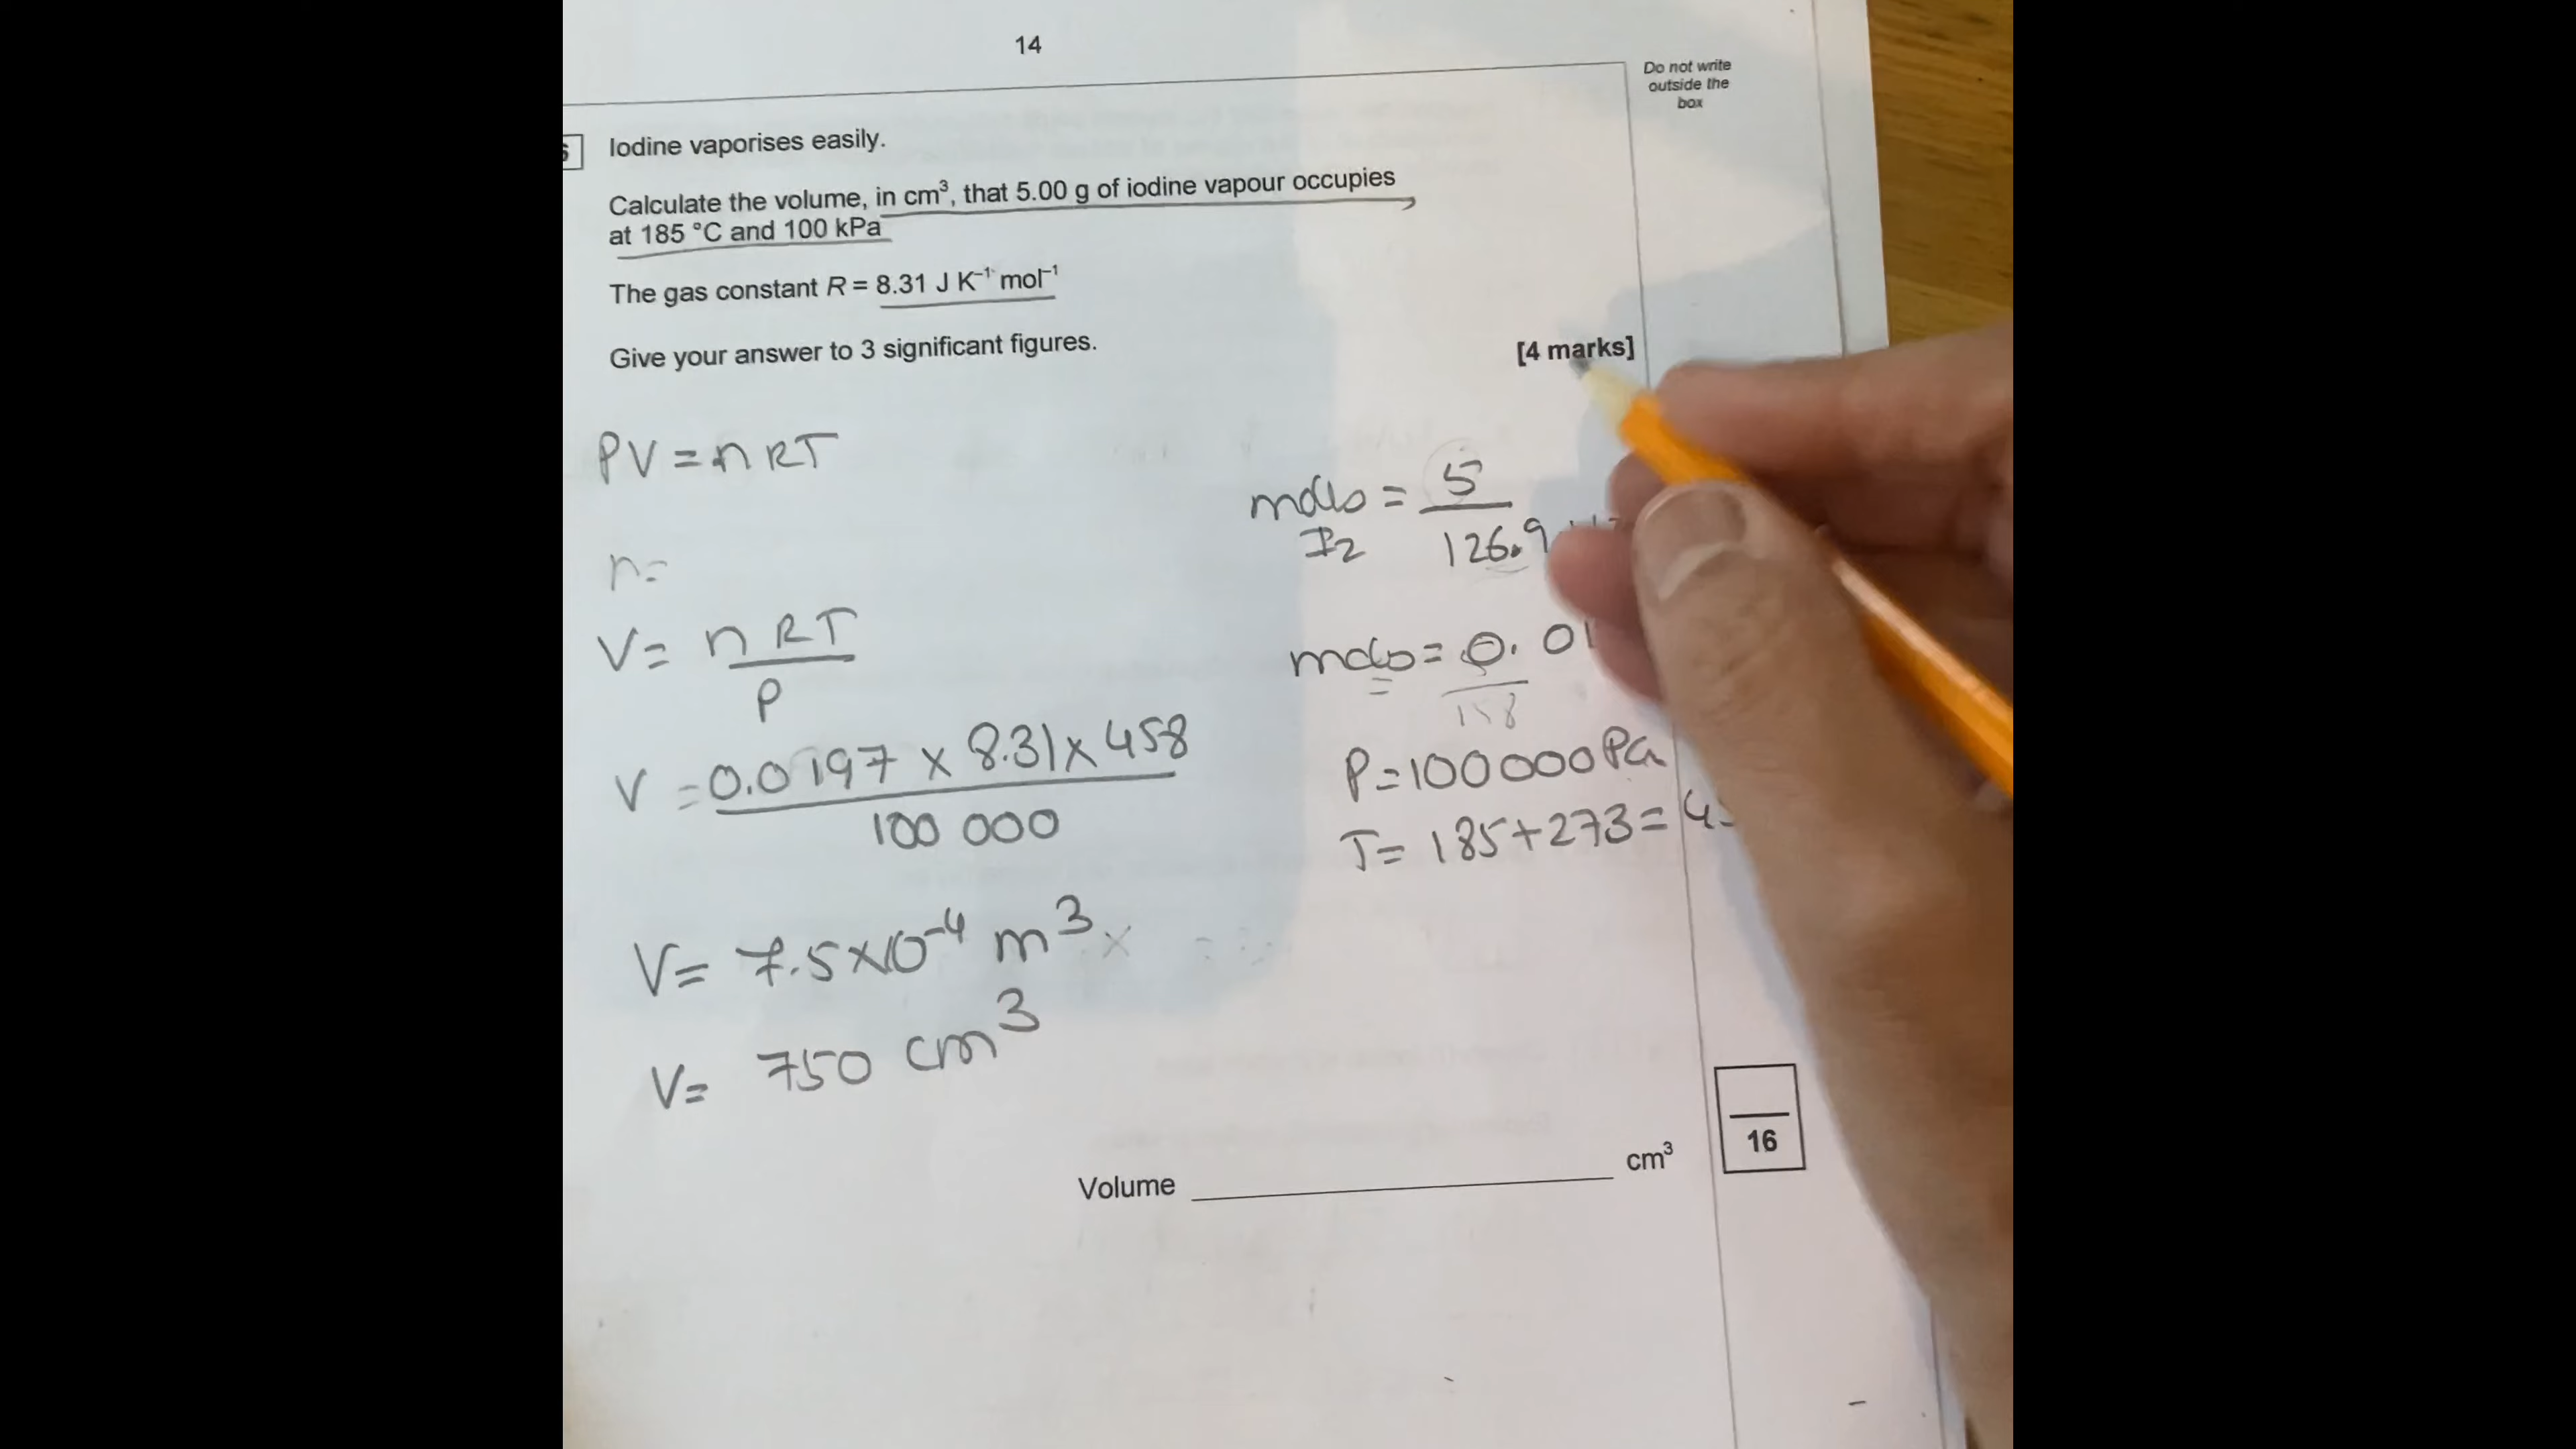 14
Do not write
outside the
box
Iodine vaporises easily.
Calculate the volume, in cm³, that 5.00 g of iodine vapour occupies
at 185 °C and 100 kPa
The gas constant R = 8.31 J K⁻¹ mol⁻¹
Give your answer to 3 significant figures.
[4 marks]
PV = nRT
moles = 5
I2 126.9
n=
V = nRT
P
moles = 0.01
158
V = 0.0197 x 8.31 x 458
100 000
P = 100 000 Pa
T = 185 + 273 = 4
V = 7.5 x 10⁻⁴ m³ x
V = 750 cm³
Volume cm³
16